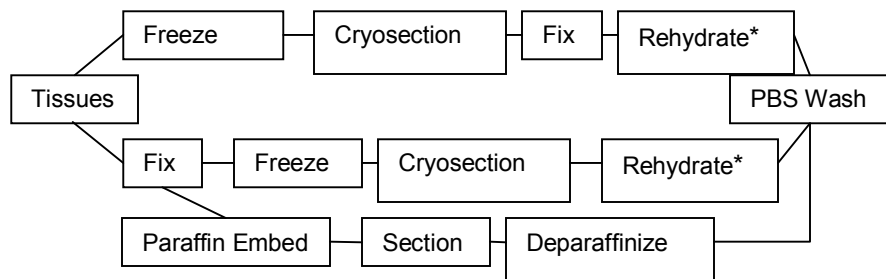 Freeze
Cryosection
Fix
Rehydrate*
Tissues
PBS Wash
Fix
Freeze
Cryosection
Rehydrate*
Paraffin Embed
Section
Deparaffinize